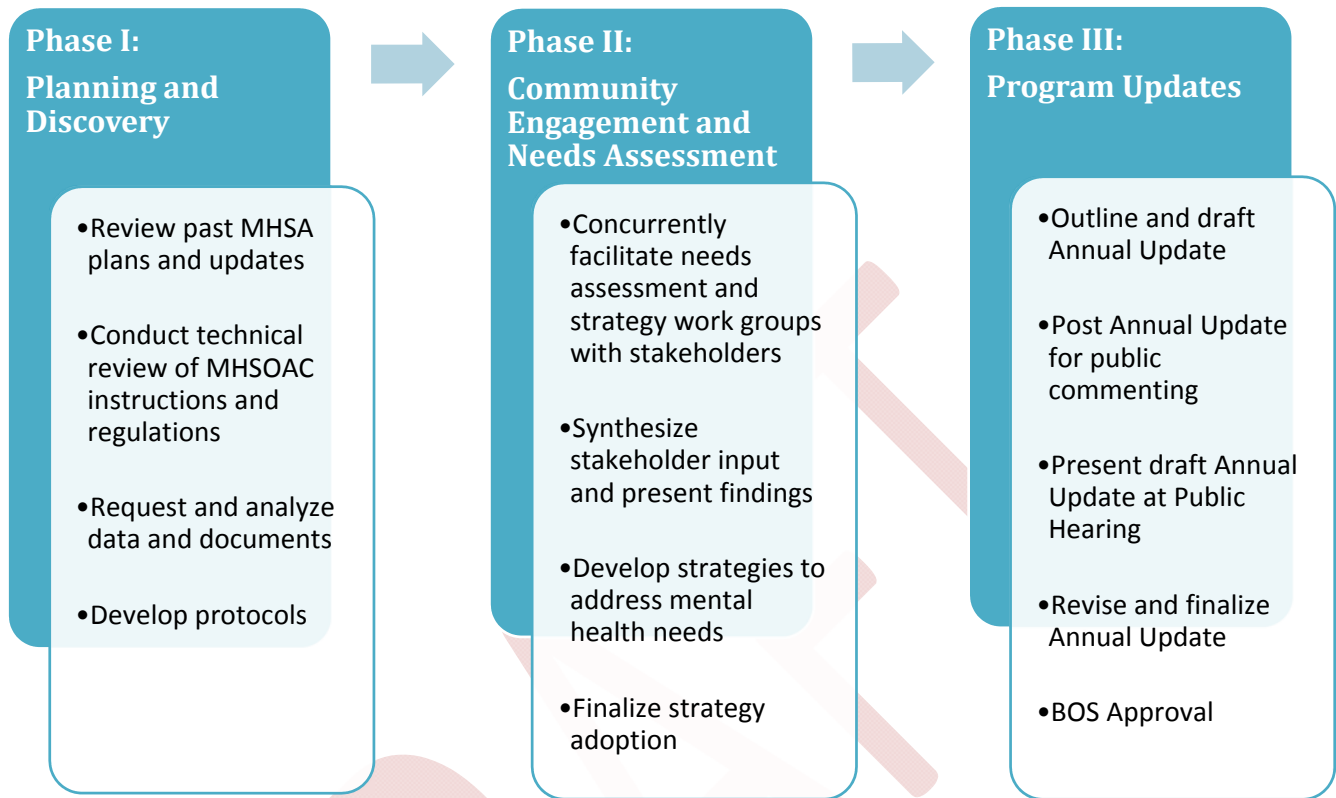 Phase I:
Planning and
Discovery
•Review past MHSA
plans and updates
•Conduct technical
review of MHSOAC
instructions and
regulations
•Request and analyze
data and documents
•Develop protocols
Phase II:
Community
Engagement and
Needs Assessment
•Concurrently
facilitate needs
assessment and
strategy work groups
with stakeholders
•Synthesize
stakeholder input
and present findings
•Develop strategies to
address mental
health needs
•Finalize strategy
adoption
Phase III:
Program Updates
•Outline and draft
Annual Update
•Post Annual Update
for public
commenting
•Present draft Annual
Update at Public
Hearing
•Revise and finalize
Annual Update
•BOS Approval